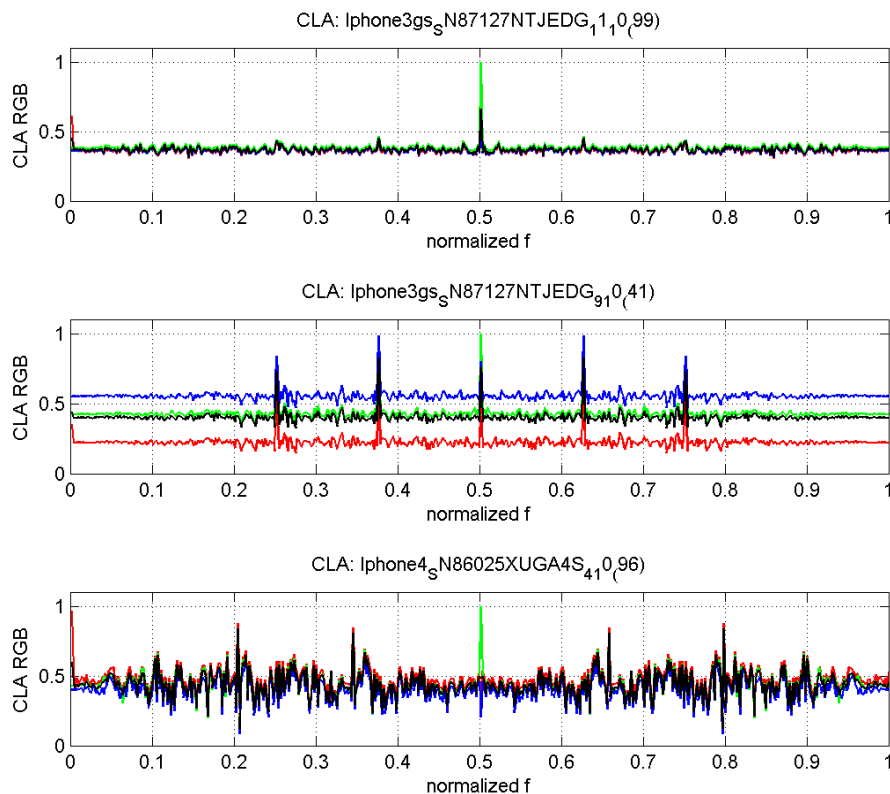 CLA: Iphone3gsSN87127NTJEDG1110(99)
CLA RGB
1
0.5
0
0 0.1 0.2 0.3 0.4 0.5 0.6 0.7 0.8 0.9 1
normalized f
CLA: Iphone3gsSN87127NTJEDG910(41)
CLA RGB
1
0.5
0
0 0.1 0.2 0.3 0.4 0.5 0.6 0.7 0.8 0.9 1
normalized f
CLA: Iphone4SN86025XUGA4S410(96)
CLA RGB
1
0.5
0
0 0.1 0.2 0.3 0.4 0.5 0.6 0.7 0.8 0.9 1
normalized f